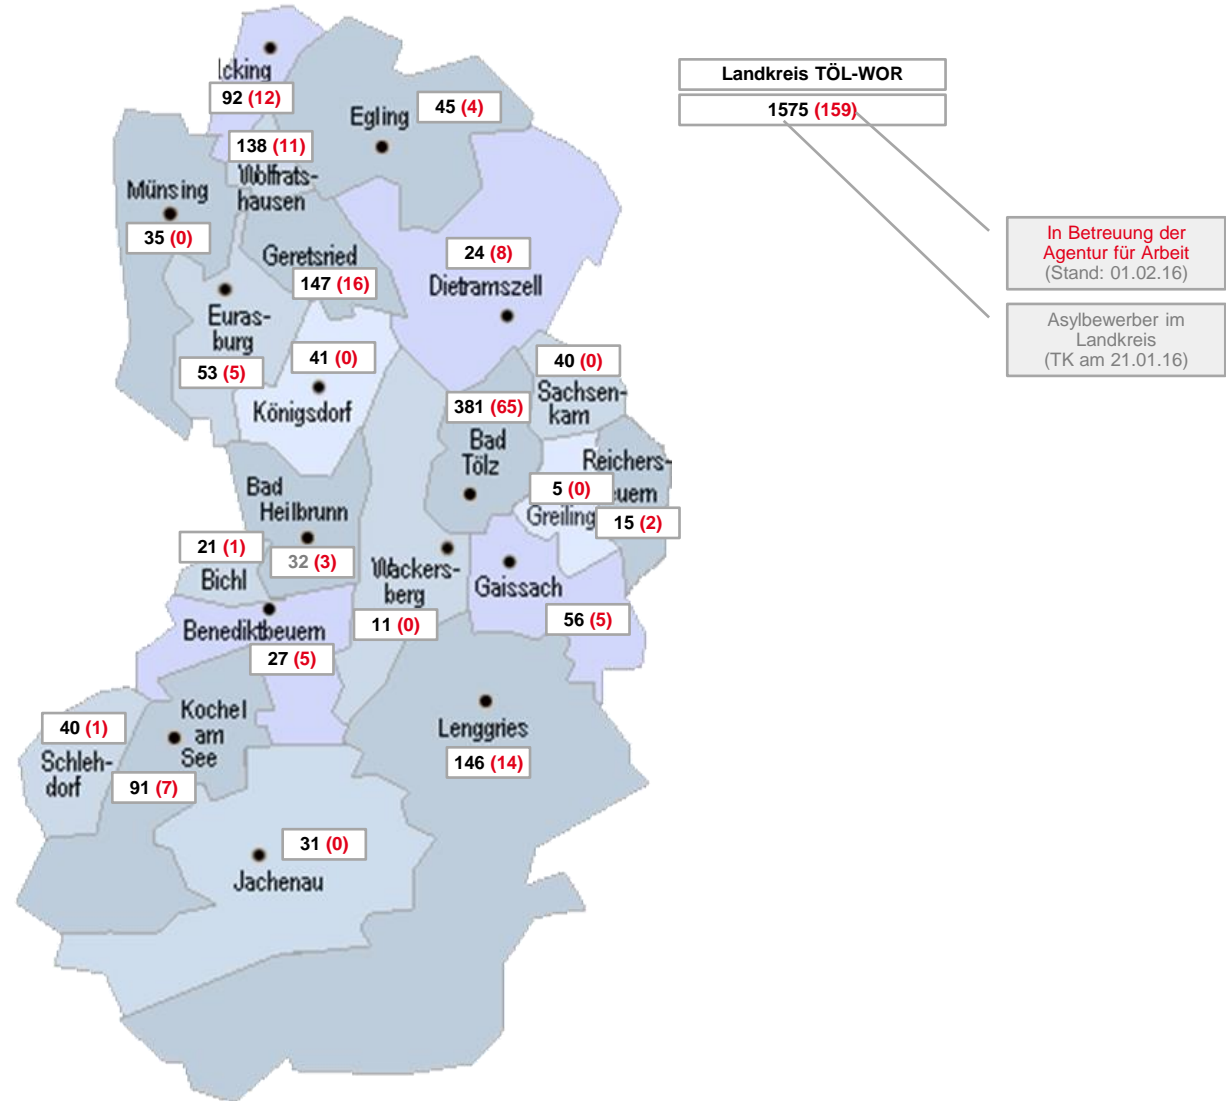 Icking
92 (12)
Egling
45 (4)
138 (11)
Wolfrats-
hausen
Münsing
35 (0)
Geretsried
147 (16)
24 (8)
Dietramszell
Euras-
burg
53 (5)
41 (0)
Königsdorf
40 (0)
Sachsen-
kam
381 (65)
Bad
Tölz
Reichers-
euern
5 (0)
Greiling
15 (2)
Bad
Heilbrunn
32 (3)
21 (1)
Bichl
Wackers-
berg
11 (0)
Gaissach
56 (5)
Benediktbeuern
27 (5)
40 (1)
Schleh-
dorf
Kochel
am
See
91 (7)
Lenggries
146 (14)
31 (0)
Jachenau
Landkreis TÖL-WOR
1575 (159)
In Betreuung der
Agentur für Arbeit
(Stand: 01.02.16)
Asylbewerber im
Landkreis
(TK am 21.01.16)